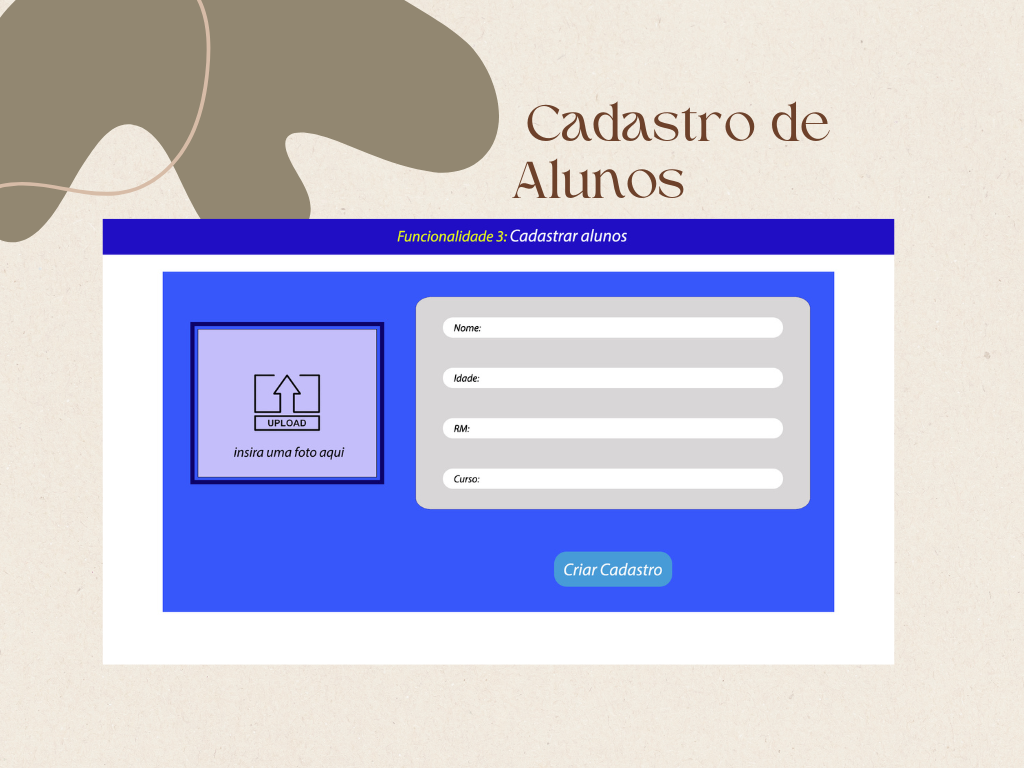 Cadastro de
Alunos
Funcionalidade 3: Cadastrar alunos
UPLOAD
insira uma foto aqui
Nome:
Idade:
RM:
Curso:
Criar Cadastro